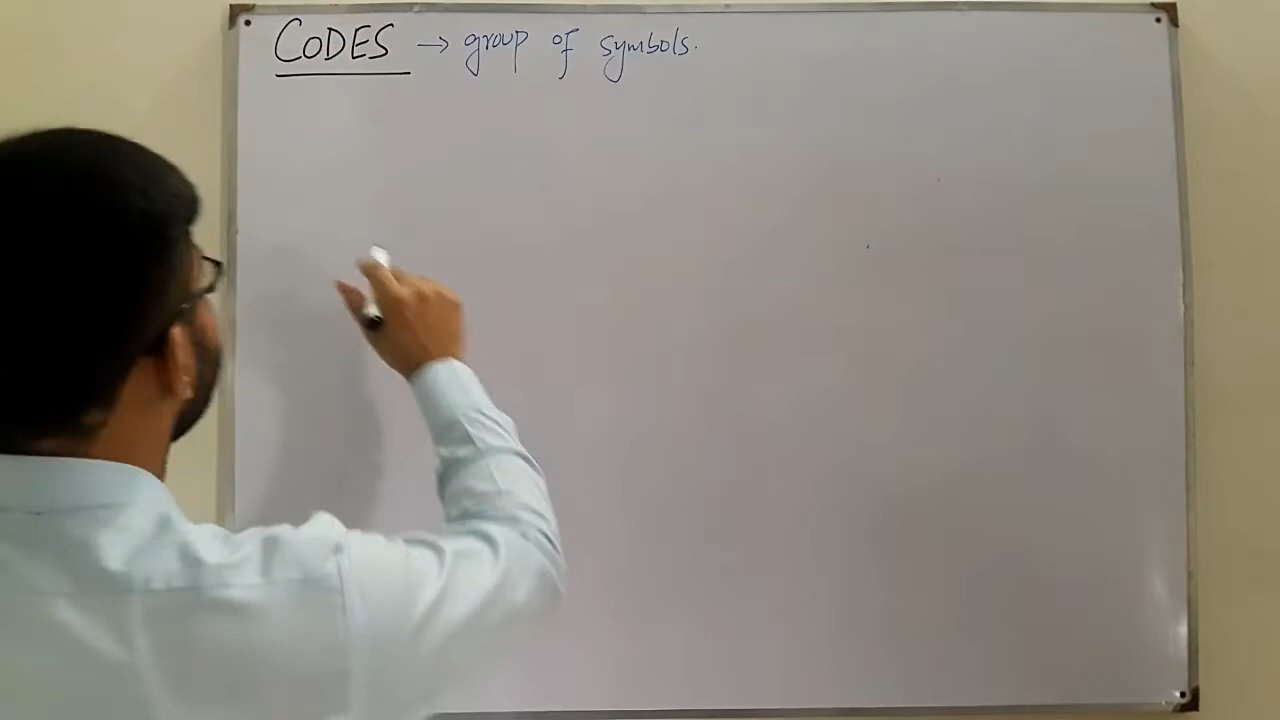 CODES → group of symbols.